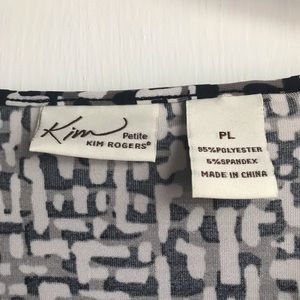 Kim
Petite
KIM ROGERS®
PL
95%POLYESTER
5%SPANDEX
MADE IN CHINA